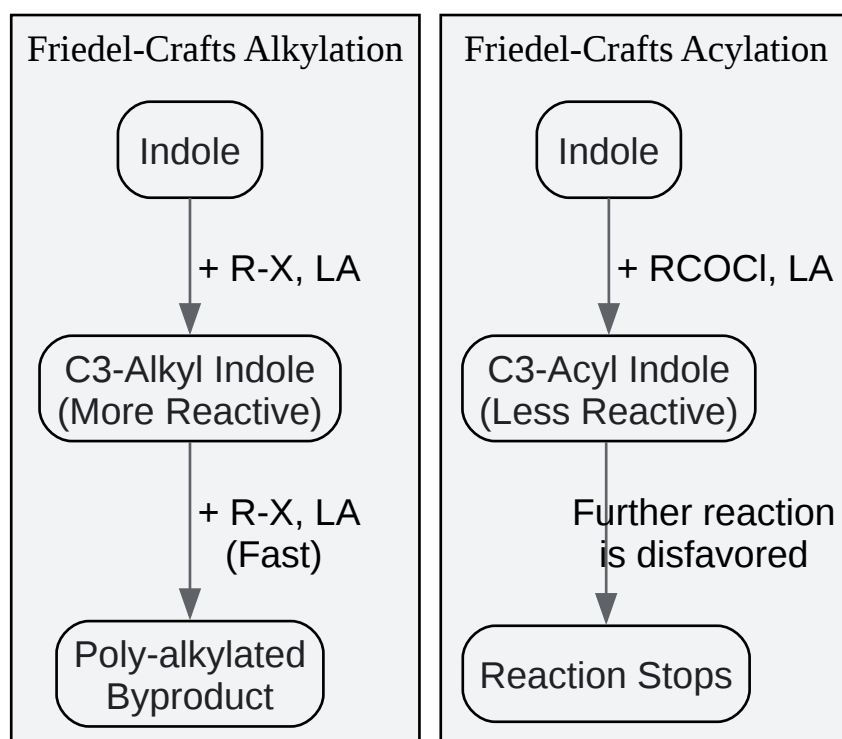 Friedel-Crafts Alkylation
Indole
+ R-X, LA
C3-Alkyl Indole
(More Reactive)
+ R-X, LA
(Fast)
Poly-alkylated
Byproduct
Friedel-Crafts Acylation
Indole
+ RCOCl, LA
C3-Acyl Indole
(Less Reactive)
Further reaction
is disfavored
Reaction Stops